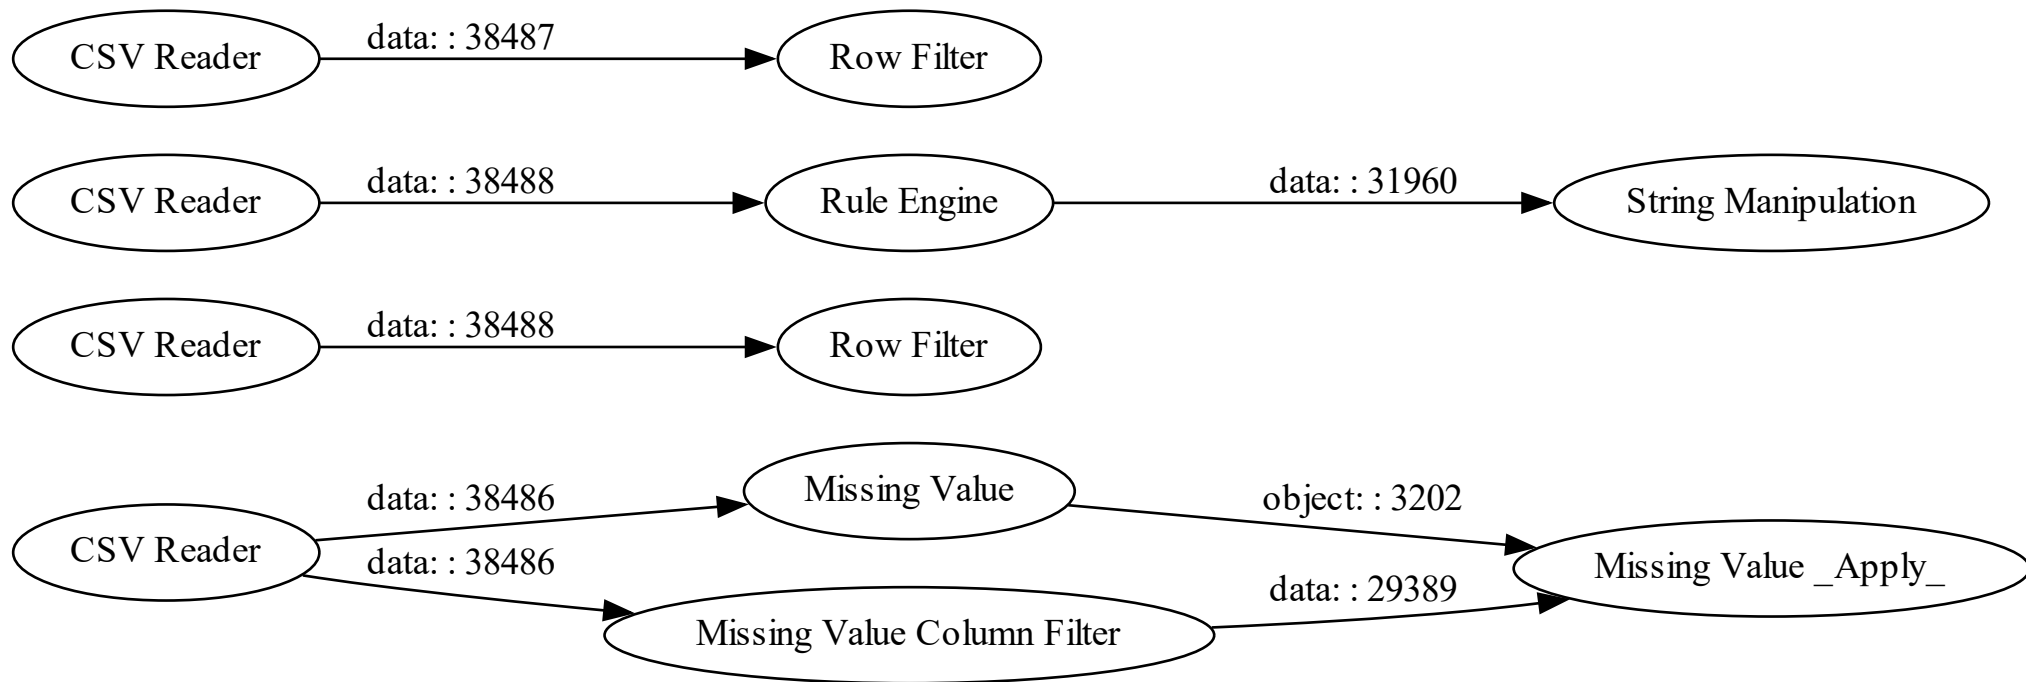 CSV Reader
data: : 38487
Row Filter
CSV Reader
data: : 38488
Rule Engine
data: : 31960
String Manipulation
CSV Reader
data: : 38488
Row Filter
CSV Reader
data: : 38486
Missing Value
object: : 3202
data: : 38486
Missing Value Column Filter
data: : 29389
Missing Value _Apply_